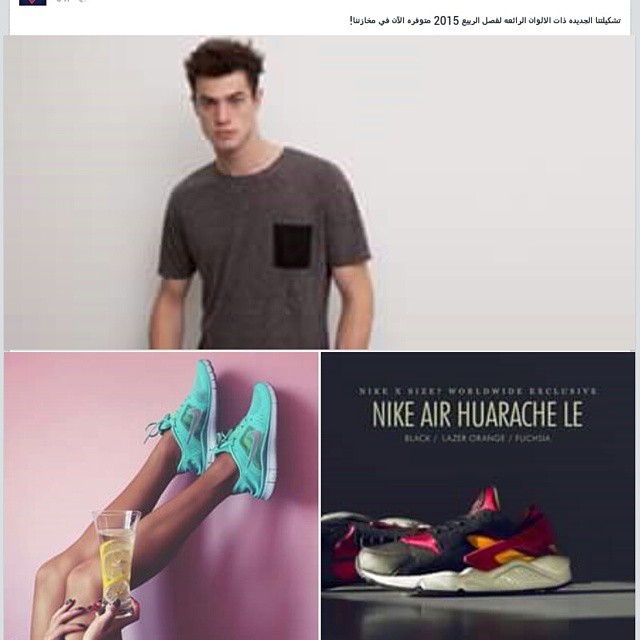 تشكيلتنا الجديده ذات الالوان الرائعه لفصل الربيع 2015 متوفره الآن في مخازننا!
NIKE X SIZE? WORLDWIDE EXCLUSIVE
NIKE AIR HUARACHE LE
BLACK / LAZER ORANGE / FUCHSIA